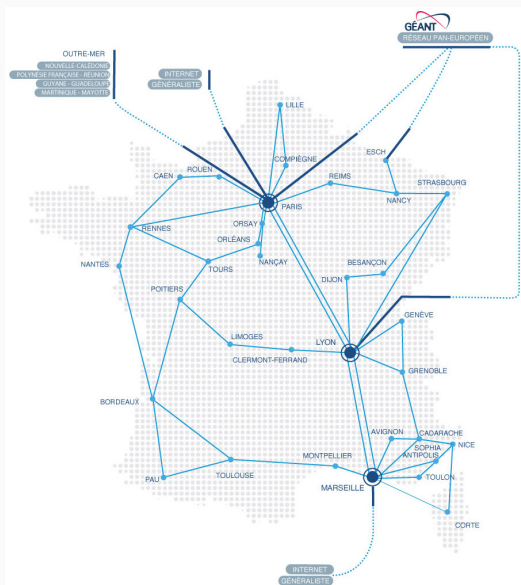 GÉANT
RÉSEAU PAN-EUROPÉEN
OUTRE-MER
NOUVELLE-CALÉDONIE
POLYNÉSIE FRANÇAISE - RÉUNION
GUYANE - GUADELOUPE
MARTINIQUE - MAYOTTE
INTERNET
GÉNÉRALISTE
LILLE
COMPIÈGNE
ESCH
ROUEN
CAEN
REIMS
STRASBOURG
NANCY
PARIS
ORSAY
RENNES
ORLÉANS
NANÇAY
TOURS
NANTES
BESANÇON
DIJON
POITIERS
GENÈVE
LIMOGES
LYON
CLERMONT-FERRAND
GRENOBLE
BORDEAUX
AVIGNON
CADARACHE
NICE
SOPHIA
ANTIPOLIS
MONTPELLIER
TOULOUSE
PAU
TOULON
MARSEILLE
CORTE
INTERNET
GÉNÉRALISTE